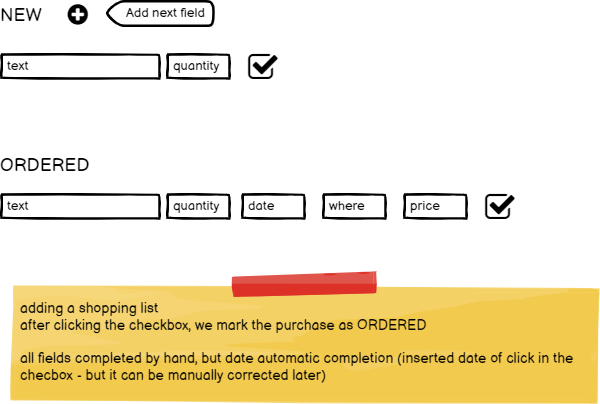 NEW
Add next field
text quantity
ORDERED
text quantity date where price
adding a shopping list
after clicking the checkbox, we mark the purchase as ORDERED
all fields completed by hand, but date automatic completion (inserted date of click in the
checbox - but it can be manually corrected later)